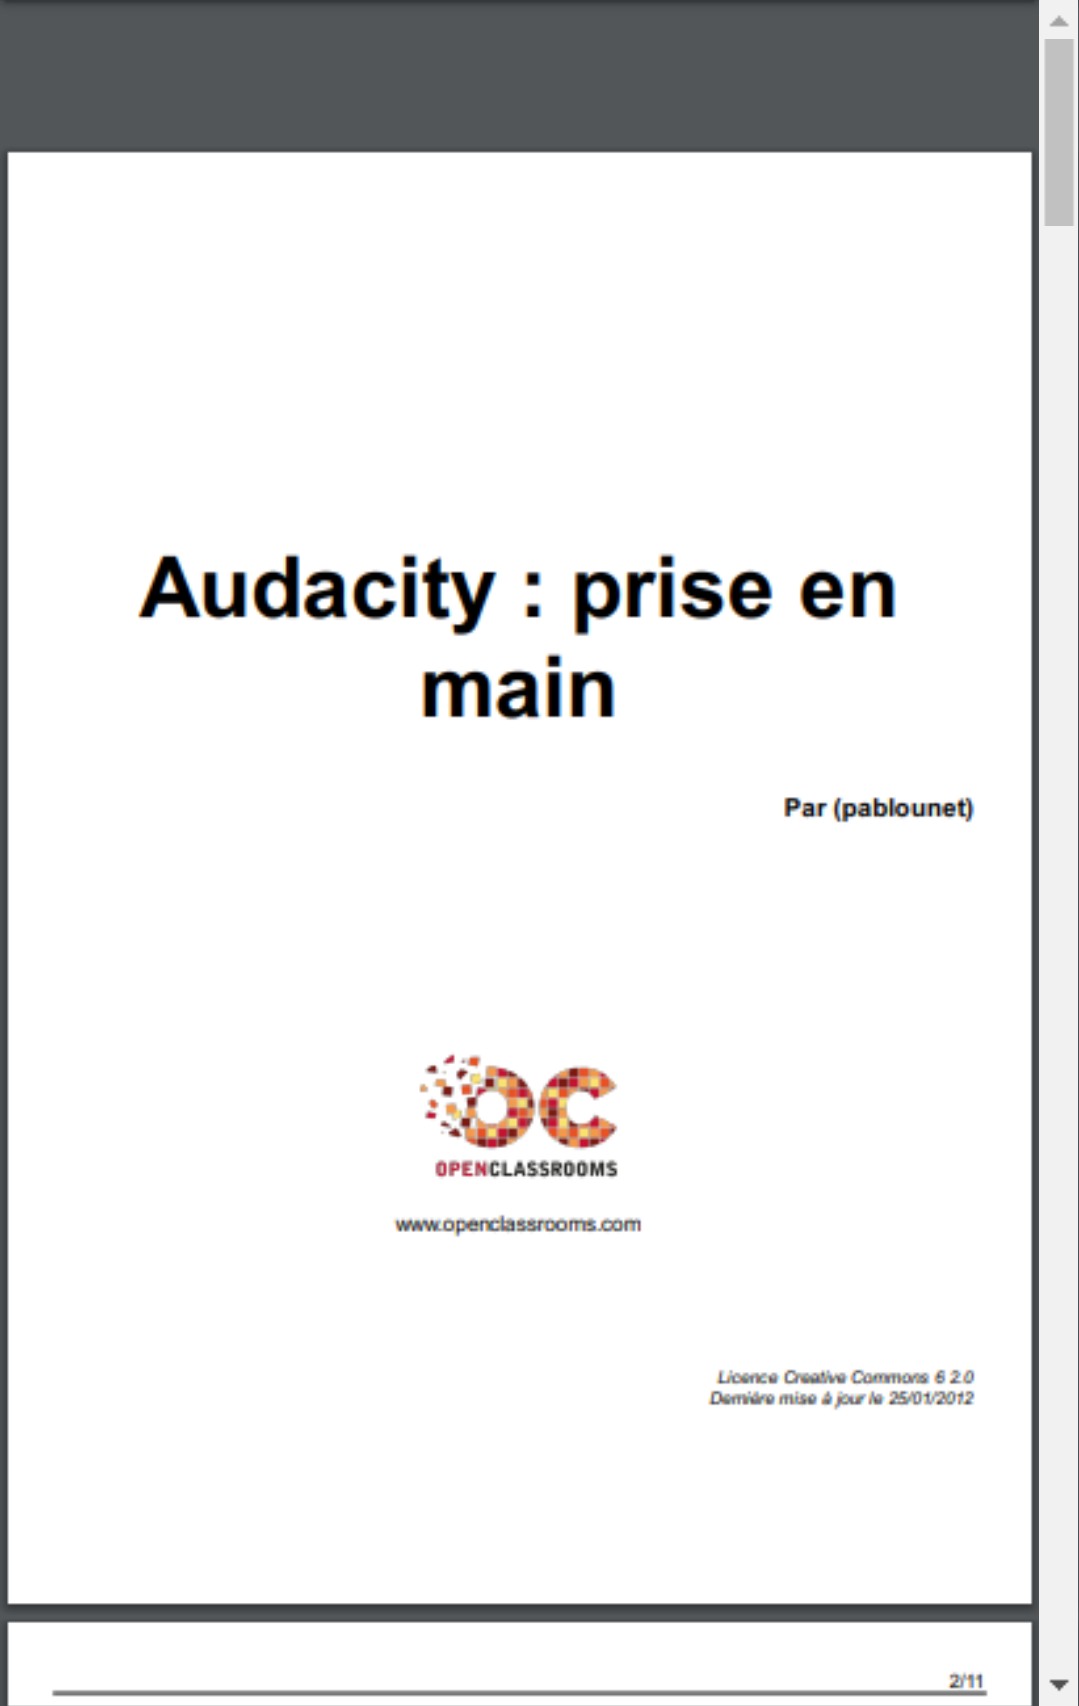 Audacity : prise en
main
Par (pablounet)
OPENCLASSROOMS
www.openclassrooms.com
Licence Creative Commons 6 2.0
Dernière mise à jour le 25/01/2012
2/11